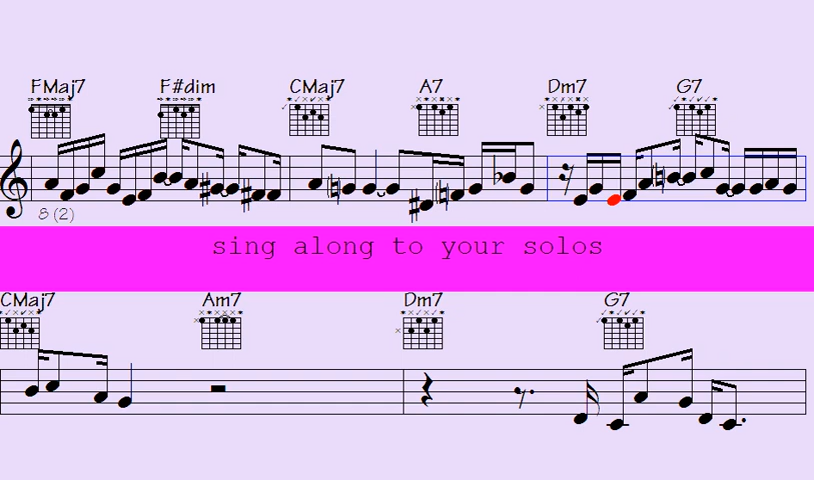 FMaj7 F#dim CMaj7 A7 Dm7 G7
8 (2)
sing along to your solos
CMaj7 Am7 Dm7 G7